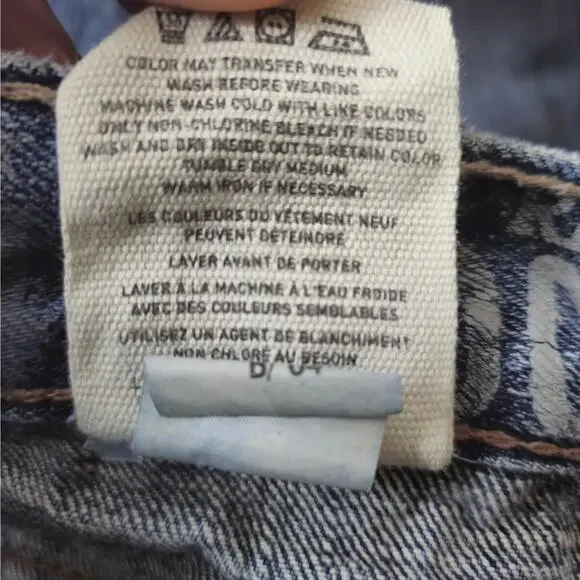 COLOR MAY TRANSFER WHEN NEW
WASH BEFORE WEARING
MACHINE WASH COLD WITH LIKE COLORS
ONLY NON-CHLORINE BLEACH IF NEEDED
WASH AND DRY INSIDE OUT TO RETAIN COLOR
TUMBLE DRY MEDIUM
WARM IRON IF NECESSARY
LES COULEURS DU VÊTEMENT NEUF
PEUVENT DÉTEINDRE
LAVER AVANT DE PORTER
LAVER À LA MACHINE À L'EAU FROIDE
AVEC DES COULEURS SEMBLABLES
UTILISEZ UN AGENT DE BLANCHIMENT
NON CHLORÉ AU BESOIN